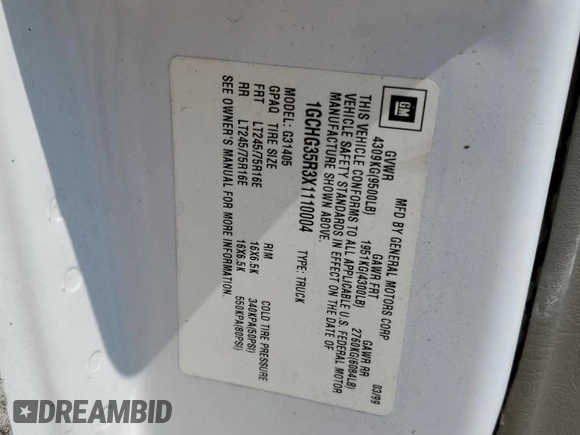 GM
MFD BY GENERAL MOTORS CORP 03/99
GVWR GAWR FRT GAWR RR
4309KG(9500LB) 1951KG(4300LB) 2760KG(6084LB)
THIS VEHICLE CONFORMS TO ALL APPLICABLE U.S. FEDERAL MOTOR
VEHICLE SAFETY STANDARDS IN EFFECT ON THE DATE OF
MANUFACTURE SHOWN ABOVE.
1GCHG35R3X1110004 TYPE: TRUCK
MODEL: G31405
GPAQ TIRE SIZE RIM COLD TIRE PRESSURE
FRT LT245/75R16E 16X6.5K 340KPA(50PSI)
RR LT245/75R16E 16X6.5K 550KPA(80PSI)
SEE OWNER'S MANUAL FOR MORE INFORMATION.
DREAMBID